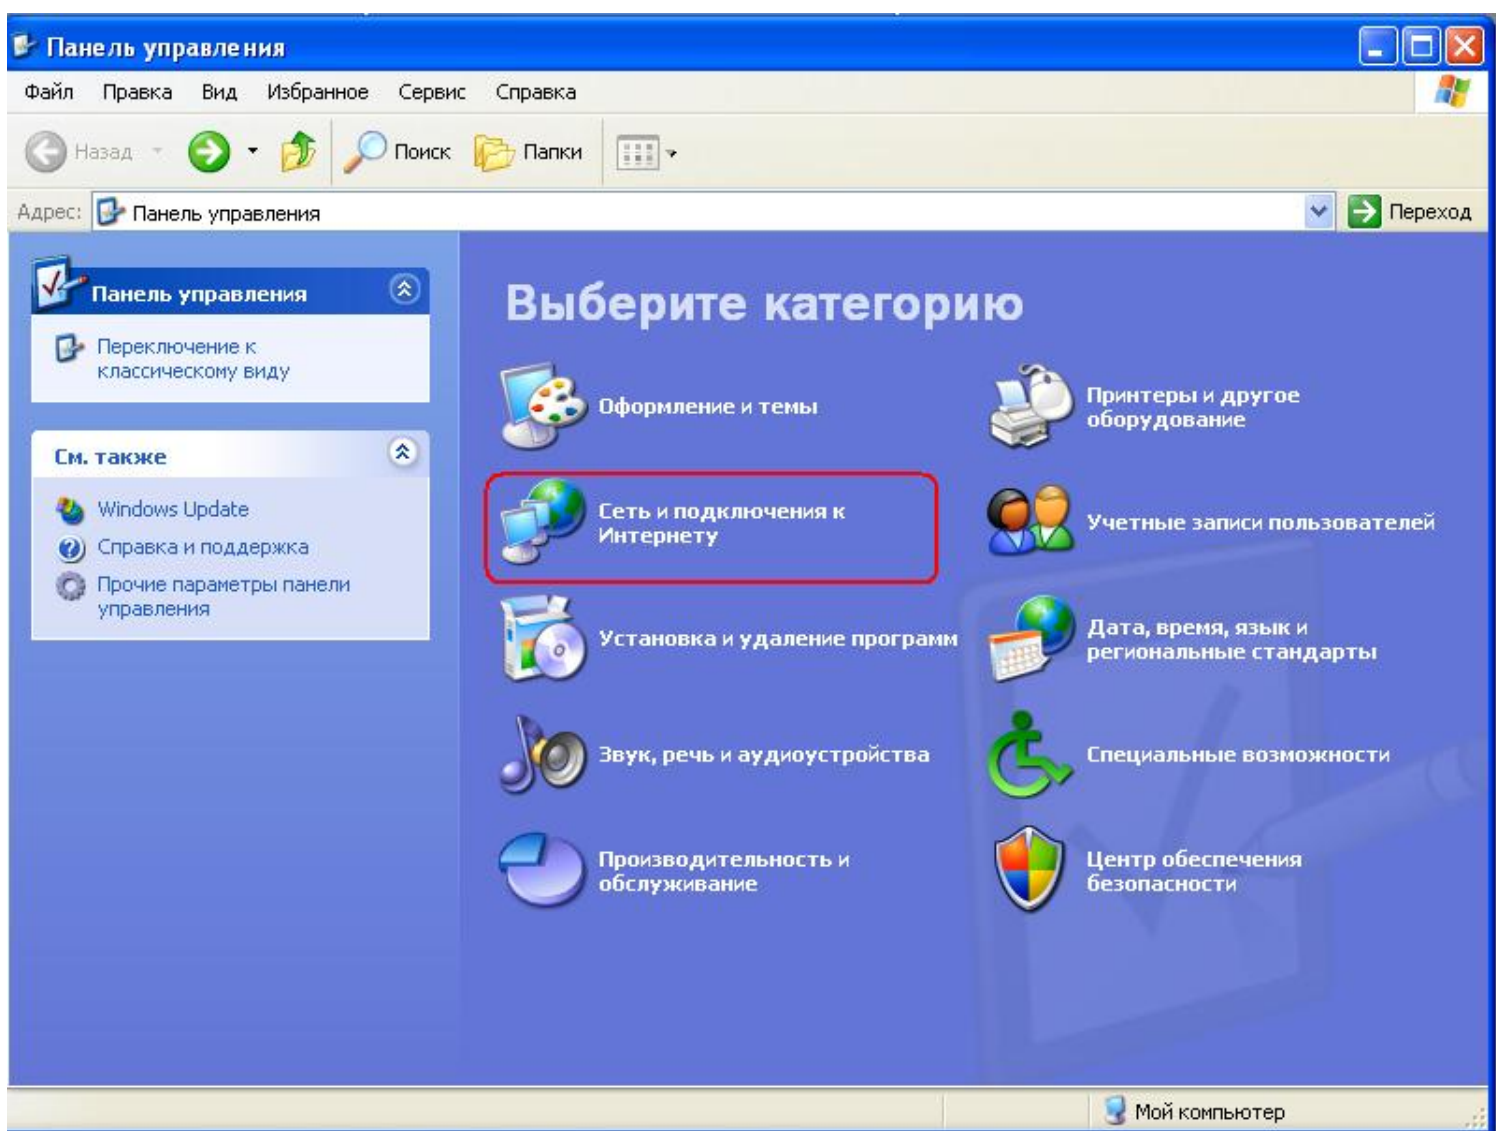 Панель управления
Файл Правка Вид Избранное Сервис Справка
Назад Поиск Папки
Адрес: Панель управления Переход
Панель управления
Переключение к
классическому виду
См. также
Windows Update
Справка и поддержка
Прочие параметры панели
управления
Выберите категорию
Оформление и темы
Принтеры и другое
оборудование
Сеть и подключения к
Интернету
Учетные записи пользователей
Установка и удаление программ
Дата, время, язык и
региональные стандарты
Звук, речь и аудиоустройства
Специальные возможности
Производительность и
обслуживание
Центр обеспечения
безопасности
Мой компьютер